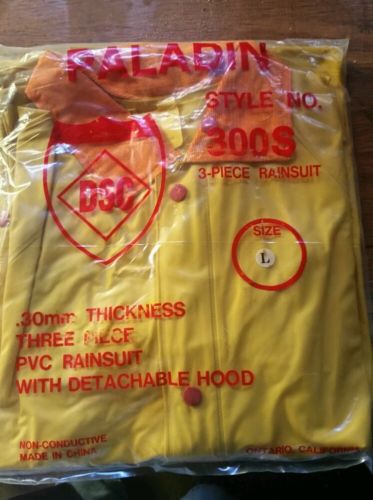 PALADIN
STYLE NO.
300S
3-PIECE RAINSUIT
DSC
SIZE
L
.30mm THICKNESS
THREE PIECE
PVC RAINSUIT
WITH DETACHABLE HOOD
NON-CONDUCTIVE
MADE IN CHINA
ONTARIO, CALIFORNIA